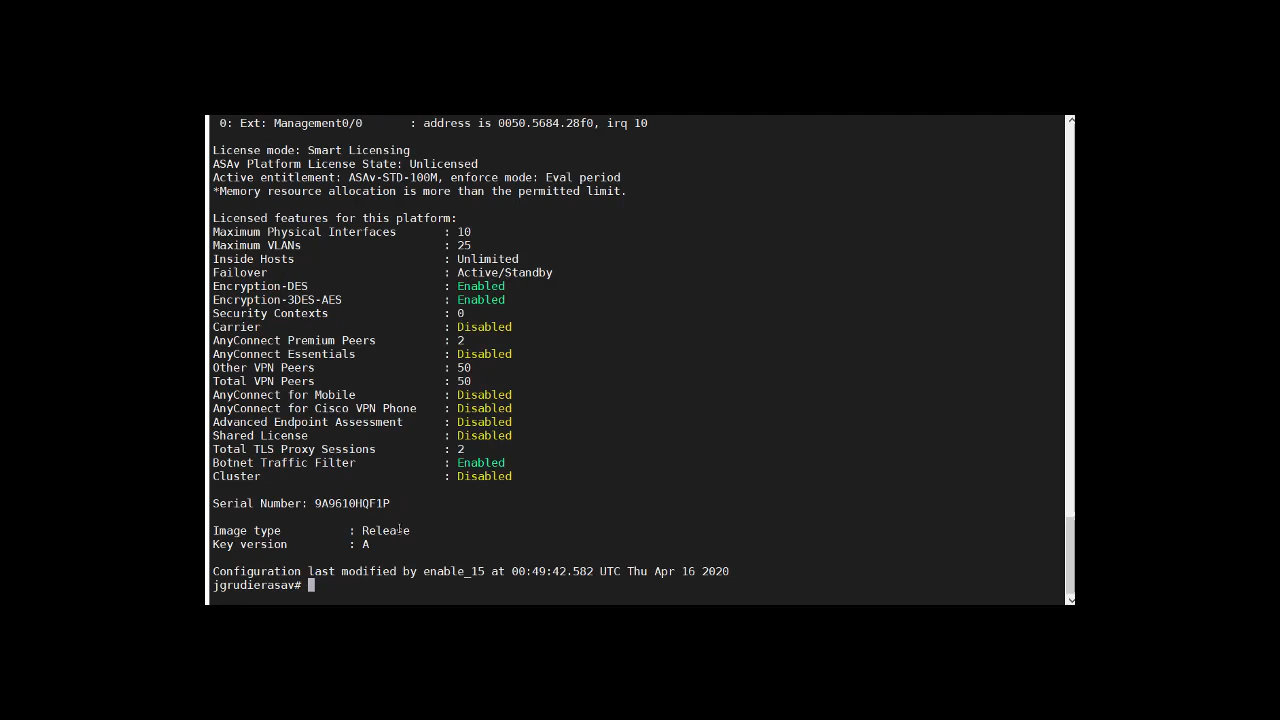 0: Ext: Management0/0       : address is 0050.5684.28f0, irq 10
License mode: Smart Licensing
ASAv Platform License State: Unlicensed
Active entitlement: ASAv-STD-100M, enforce mode: Eval period
*Memory resource allocation is more than the permitted limit.
Licensed features for this platform:
Maximum Physical Interfaces       : 10
Maximum VLANs                     : 25
Inside Hosts                      : Unlimited
Failover                          : Active/Standby
Encryption-DES                    : Enabled
Encryption-3DES-AES               : Enabled
Security Contexts                 : 0
Carrier                           : Disabled
AnyConnect Premium Peers          : 2
AnyConnect Essentials             : Disabled
Other VPN Peers                   : 50
Total VPN Peers                   : 50
AnyConnect for Mobile             : Disabled
AnyConnect for Cisco VPN Phone    : Disabled
Advanced Endpoint Assessment      : Disabled
Shared License                    : Disabled
Total TLS Proxy Sessions          : 2
Botnet Traffic Filter             : Enabled
Cluster                           : Disabled
Serial Number: 9A9610HQF1P
Image type          : Release
Key version         : A
Configuration last modified by enable_15 at 00:49:42.582 UTC Thu Apr 16 2020
jgrudierasav#